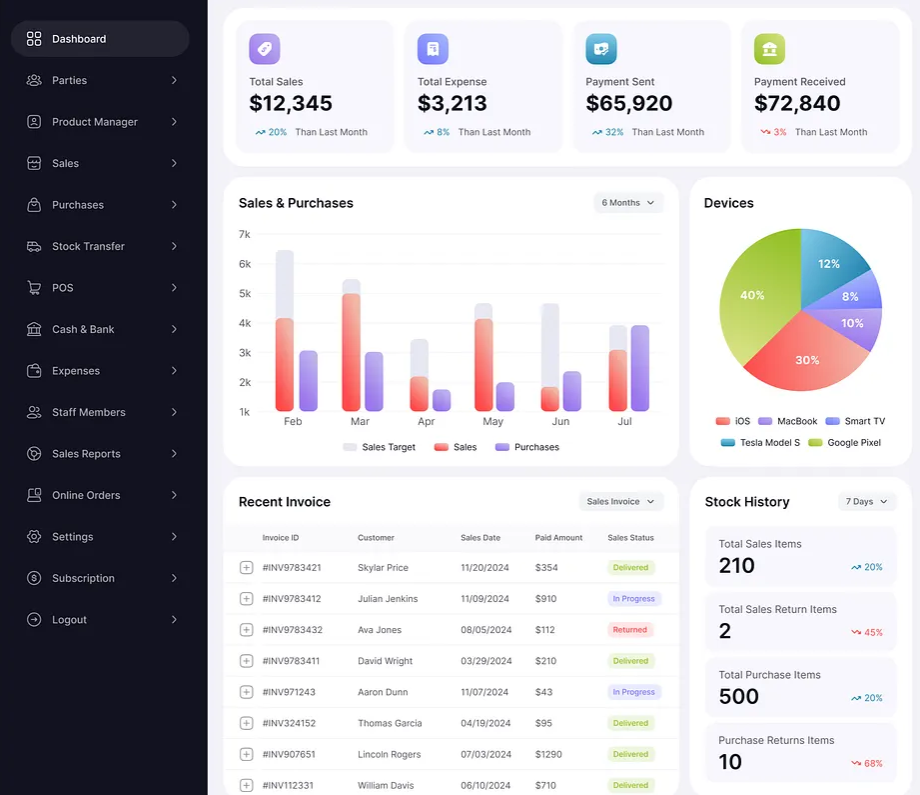 Dashboard
Parties
Product Manager
Sales
Purchases
Stock Transfer
POS
Cash & Bank
Expenses
Staff Members
Sales Reports
Online Orders
Settings
Subscription
Logout
Total Sales
$12,345
20% Than Last Month
Total Expense
$3,213
8% Than Last Month
Payment Sent
$65,920
32% Than Last Month
Payment Received
$72,840
3% Than Last Month
Sales & Purchases
6 Months
7k
6k
5k
4k
3k
2k
1k
Feb Mar Apr May Jun Jul
Sales Target Sales Purchases
Devices
12%
8%
10%
30%
40%
iOS MacBook Smart TV
Tesla Model S Google Pixel
Recent Invoice
Sales Invoice
Invoice ID Customer Sales Date Paid Amount Sales Status
#INV9783421 Skylar Price 11/20/2024 $354 Delivered
#INV9783412 Julian Jenkins 11/09/2024 $910 In Progress
#INV9783432 Ava Jones 08/05/2024 $112 Returned
#INV9783411 David Wright 03/29/2024 $210 Delivered
#INV971243 Aaron Dunn 11/07/2024 $43 In Progress
#INV324152 Thomas Garcia 04/19/2024 $95 Delivered
#INV907651 Lincoln Rogers 07/03/2024 $1290 Delivered
#INV112331 William Davis 06/10/2024 $710 Delivered
Stock History
7 Days
Total Sales Items
210
20%
Total Sales Return Items
2
45%
Total Purchase Items
500
20%
Purchase Returns Items
10
68%